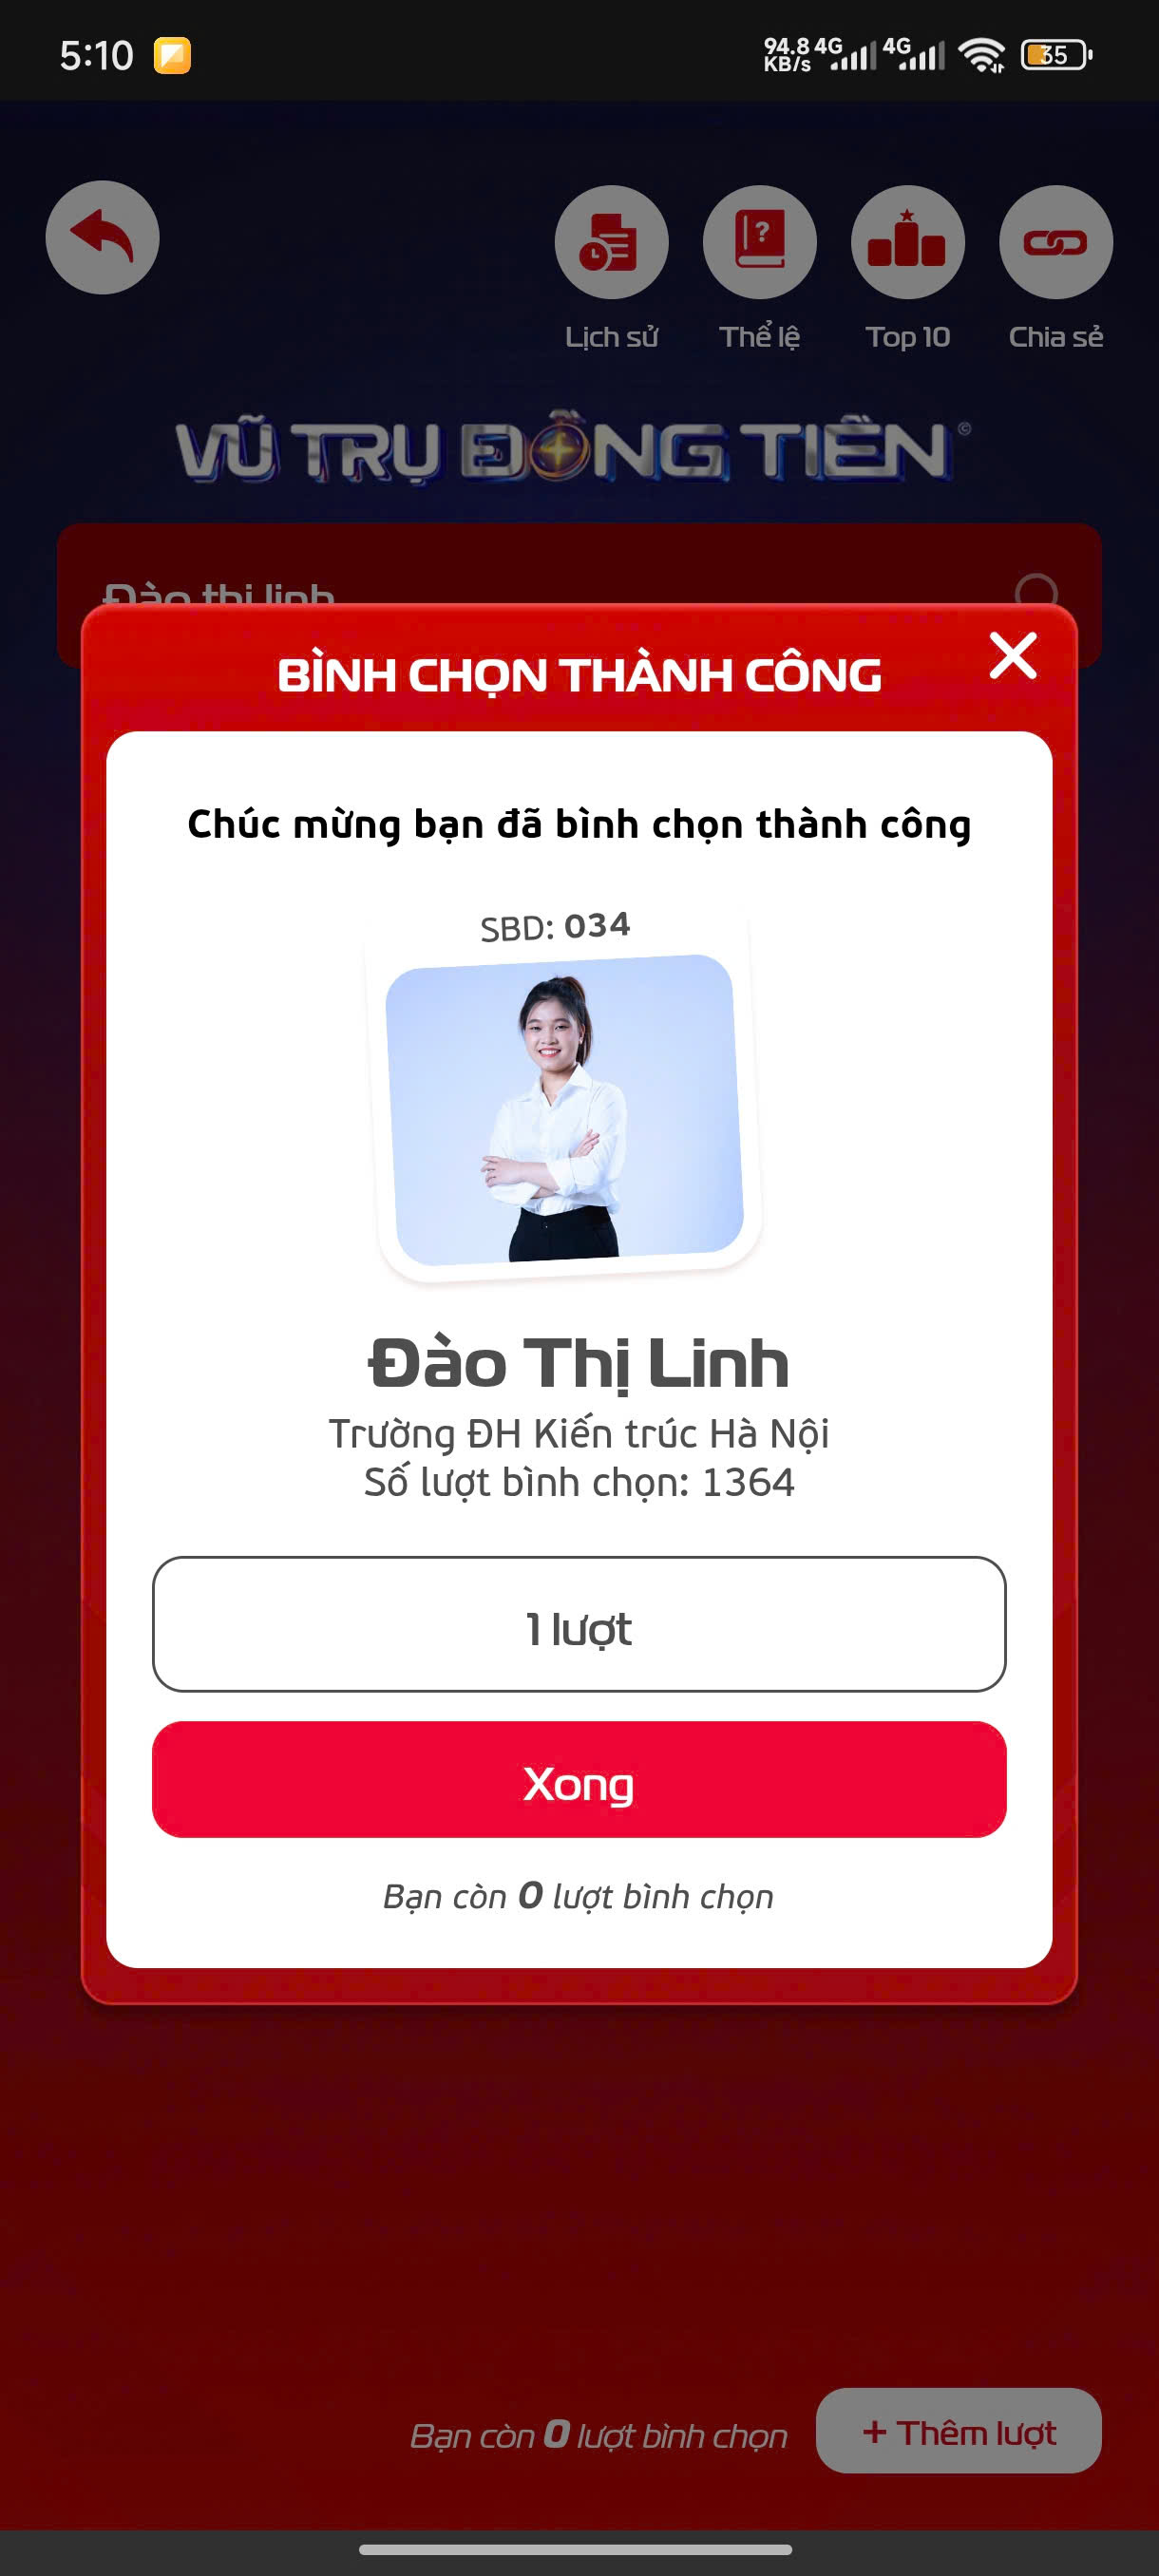 5:10
94.8 KB/s 4G 4G 35
Lịch sử Thể lệ Top 10 Chia sẻ
VŨ TRỤ ĐỒNG TIỀN ©
Đào thị linh
BÌNH CHỌN THÀNH CÔNG
Chúc mừng bạn đã bình chọn thành công
SBD: 034
Đào Thị Linh
Trường ĐH Kiến trúc Hà Nội
Số lượt bình chọn: 1364
1 lượt
Xong
Bạn còn 0 lượt bình chọn
Bạn còn 0 lượt bình chọn + Thêm lượt